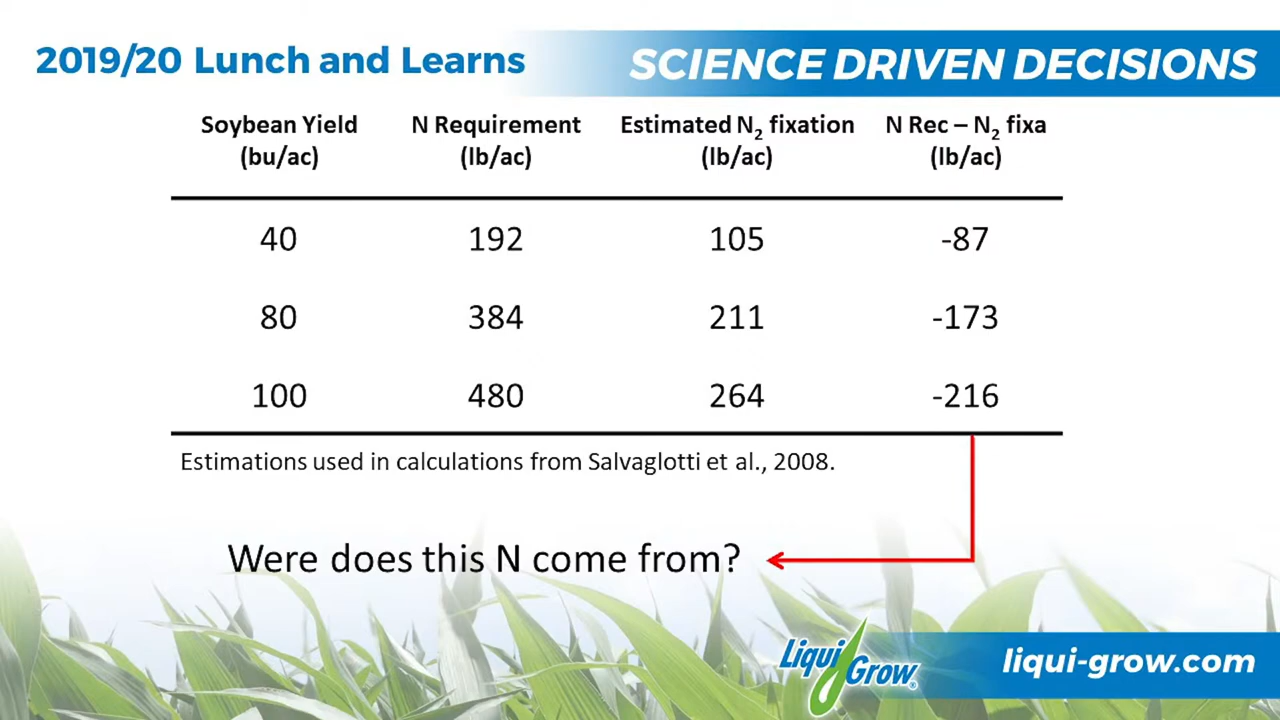 2019/20 Lunch and Learns
SCIENCE DRIVEN DECISIONS
Soybean Yield (bu/ac) N Requirement (lb/ac) Estimated N₂ fixation (lb/ac) N Rec – N₂ fixa (lb/ac)
40 192 105 -87
80 384 211 -173
100 480 264 -216
Estimations used in calculations from Salvaglotti et al., 2008.
Were does this N come from?
Liqui Grow®
liqui-grow.com